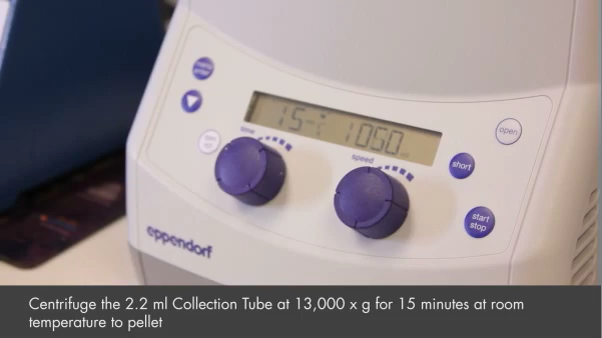 15
1060
time
speed
open
short
start
stop
eppendorf
Centrifuge the 2.2 ml Collection Tube at 13,000 x g for 15 minutes at room
temperature to pellet